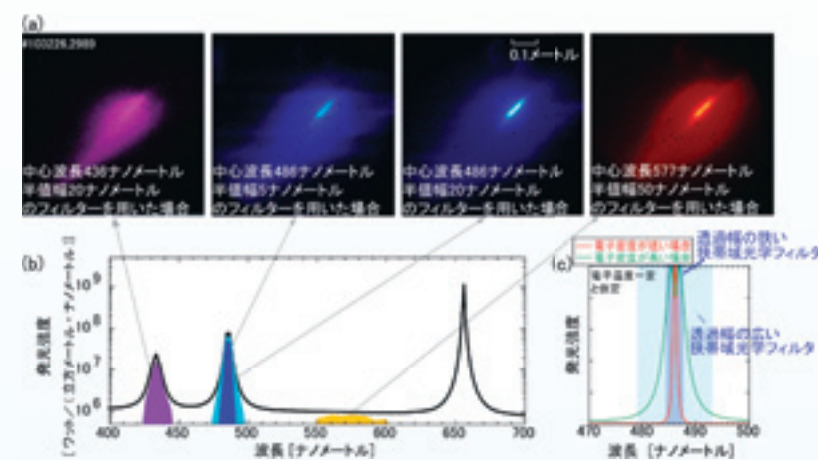 (a)
#103226,2989
中心波長436ナノメートル
半値幅20ナノメートル
のフィルターを用いた場合
中心波長486ナノメートル
半値幅5ナノメートル
のフィルターを用いた場合
0.1メートル
中心波長486ナノメートル
半値幅20ナノメートル
のフィルターを用いた場合
中心波長577ナノメートル
半値幅50ナノメートル
のフィルターを用いた場合
(b)
発光強度
[ワット／(立方メートル・ナノメートル)]
10⁹
10⁸
10⁷
10⁶
400
450
500
550
600
650
700
波長 [ナノメートル]
(c)
電子密度が低い場合
電子密度が高い場合
電子温度一定
と仮定
透過幅の狭い
狭帯域光学フィルタ
透過幅の広い
狭帯域光学フィルタ
発光強度
470
480
490
500
波長 [ナノメートル]